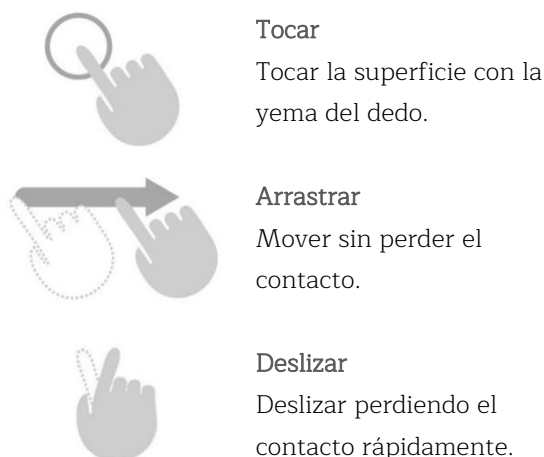 Tocar
Tocar la superficie con la
yema del dedo.
Arrastrar
Mover sin perder el
contacto.
Deslizar
Deslizar perdiendo el
contacto rápidamente.